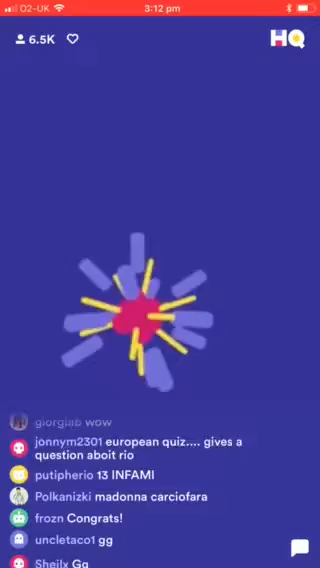 O2-UK 3:12 pm
6.5K HQ
giorgiab wow
jonnym2301 european quiz.... gives a
question aboit rio
putipherio 13 INFAMI
Polkanizki madonna carciofara
frozn Congrats!
uncletaco1 gg
Sheilx Gg